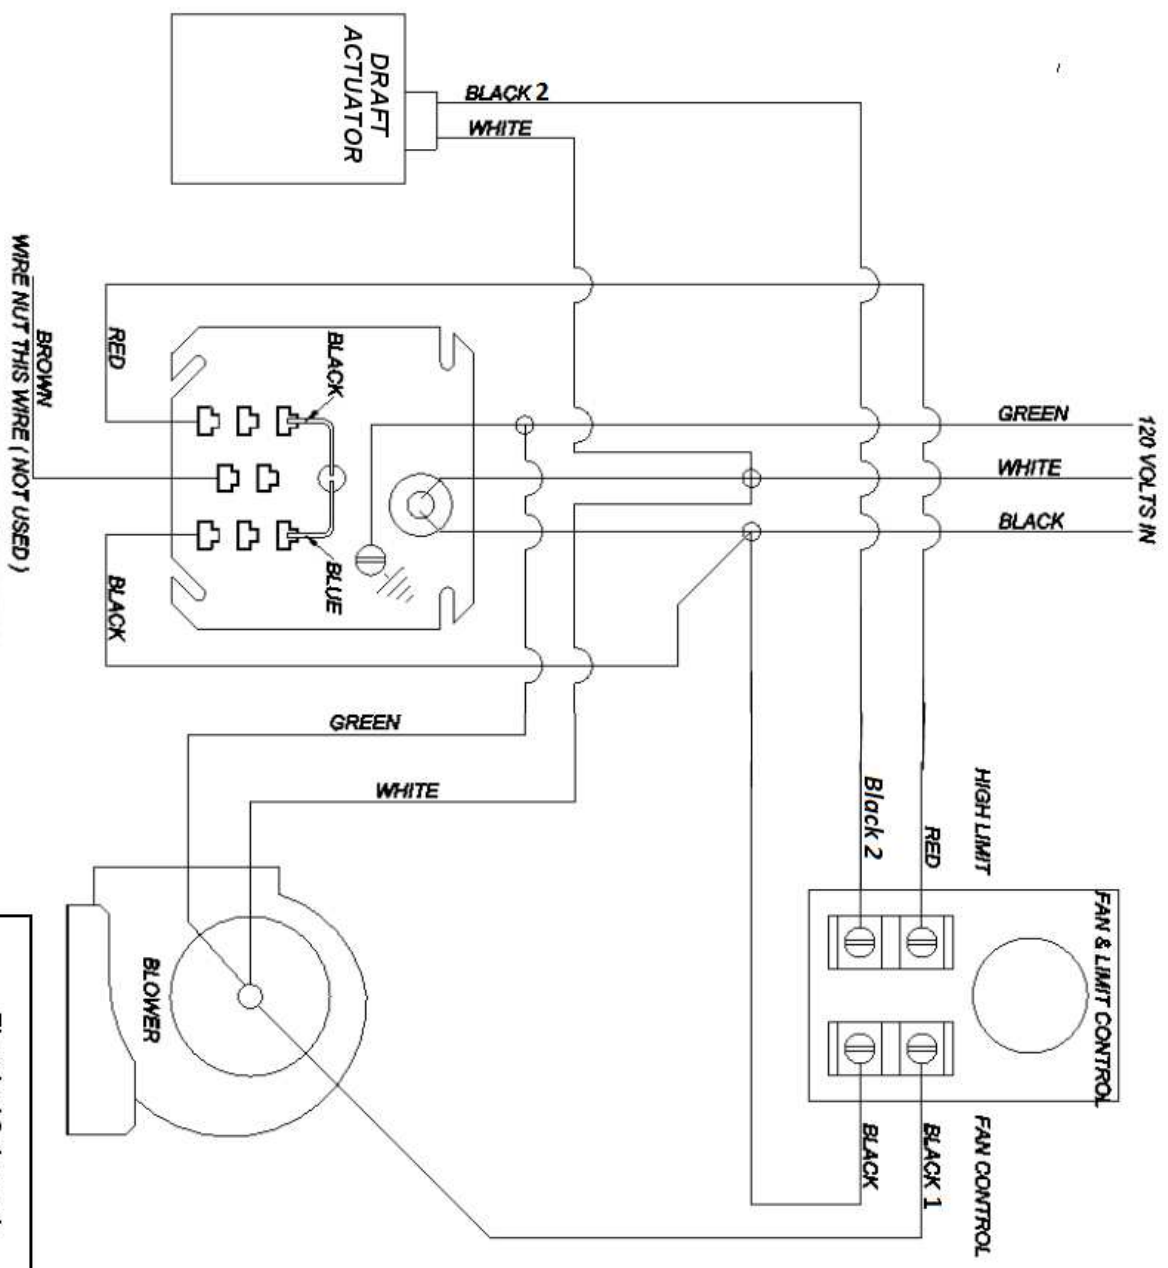 DRAFT
ACTUATOR
BLACK 2
WHITE
WIRE NUT THIS WIRE ( NOT USED )
BROWN
RED
BLACK
BLUE
BLACK
GREEN
WHITE
BLACK
120 VOLTS IN
GREEN
WHITE
BLOWER
Black 2
RED
HIGH LIMIT
FAN & LIMIT CONTROL
BLACK
BLACK 1
FAN CONTROL